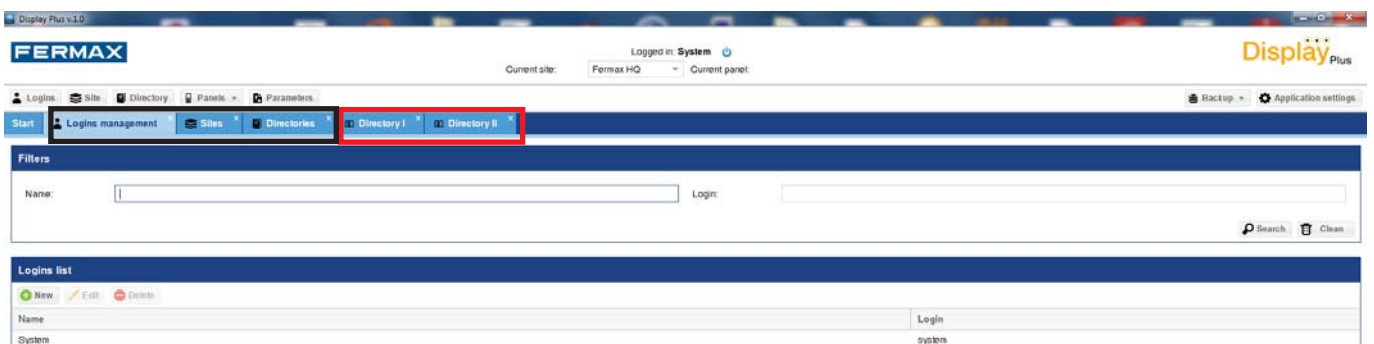 Display Plus v.1.0
FERMAX
Logged in: System
Display Plus
Current site: Fermax HQ Current panel:
Logins Site Directory Panels Parameters Backup Application settings
Start Logins management Sites Directories Directory I Directory II
Filters
Name: Login:
Search Clean
Logins list
New Edit Delete
Name Login
System system